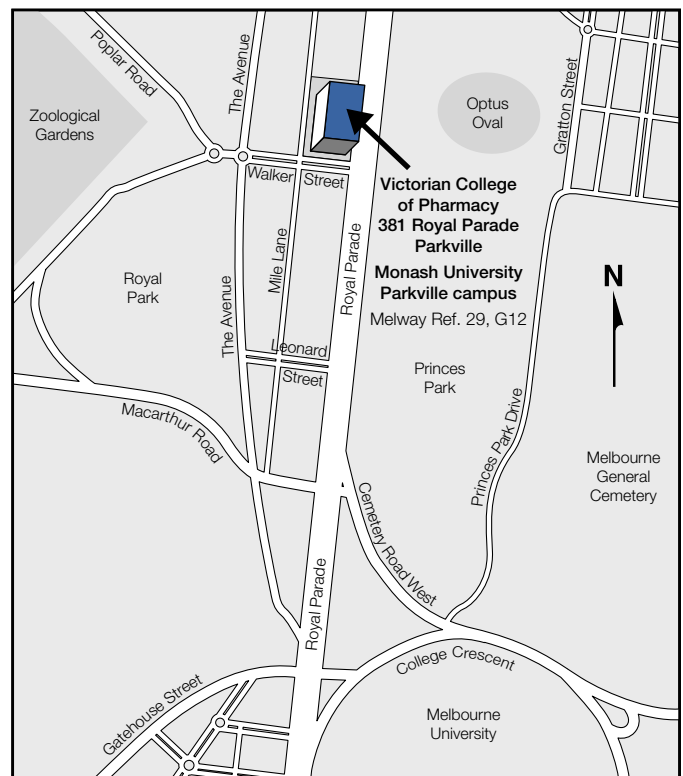 Poplar Road
The Avenue
Zoological
Gardens
Optus
Oval
Gratton Street
Walker Street
Victorian College
of Pharmacy
381 Royal Parade
Parkville
Monash University
Parkville campus
Melway Ref. 29, G12
N
Royal
Park
Mile Lane
Royal Parade
The Avenue
Leonard
Street
Princes
Park
Macarthur Road
Princes Park Drive
Melbourne
General
Cemetery
Cemetery Road West
Royal Parade
College Crescent
Gatehouse Street
Melbourne
University